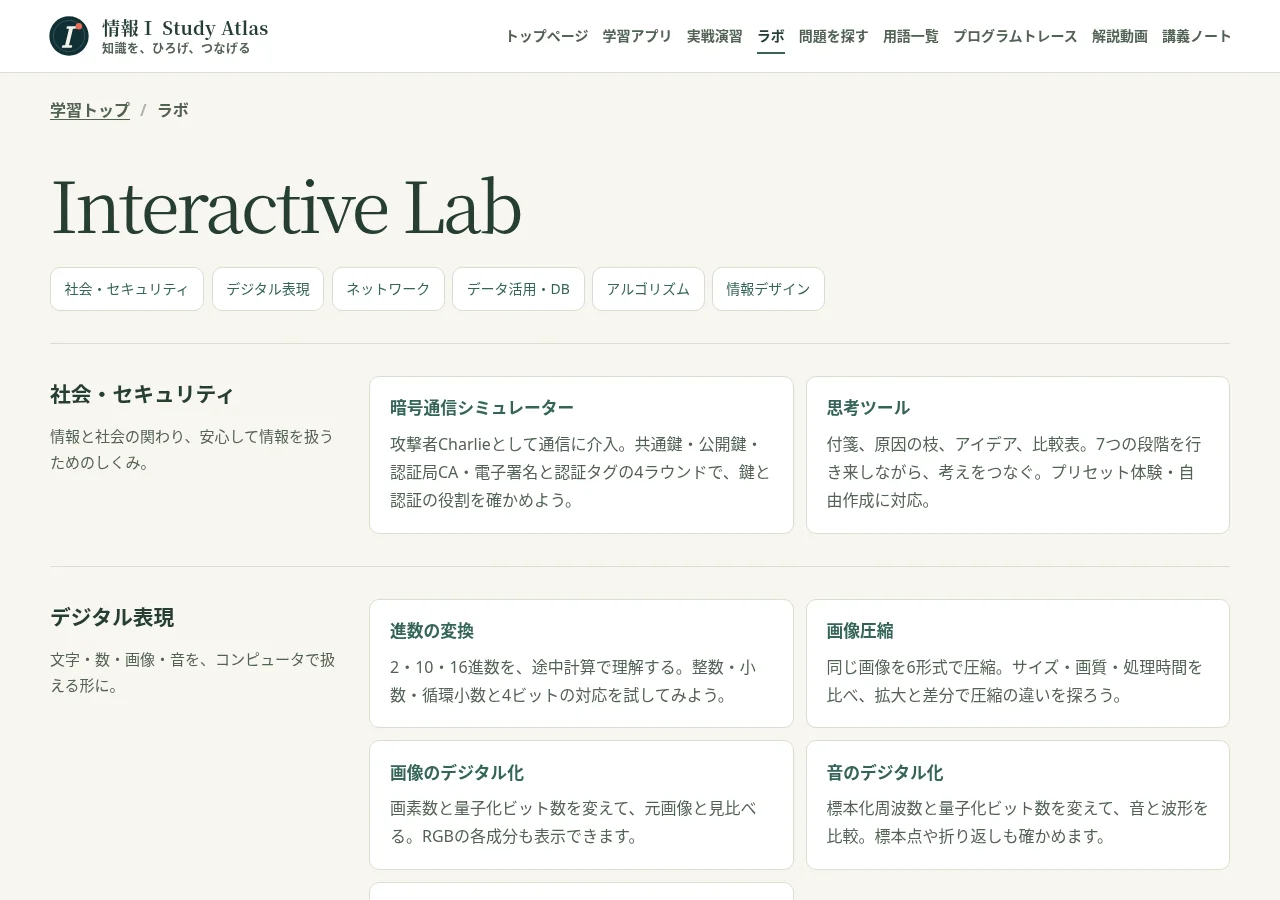 情報Ⅰ Study Atlas
知識を、ひろげ、つなげる
トップページ 学習アプリ 実戦演習 ラボ 問題を探す 用語一覧 プログラムトレース 解説動画 講義ノート
学習トップ / ラボ
Interactive Lab
社会・セキュリティ デジタル表現 ネットワーク データ活用・DB アルゴリズム 情報デザイン
社会・セキュリティ
情報と社会の関わり、安心して情報を扱う
ためのしくみ。
暗号通信シミュレーター
攻撃者Charlieとして通信に介入。共通鍵・公開鍵・
認証局CA・電子署名と認証タグの4ラウンドで、鍵と
認証の役割を確かめよう。
思考ツール
付箋、原因の枝、アイデア、比較表。7つの段階を行
き来しながら、考えをつなぐ。プリセット体験・自
由作成に対応。
デジタル表現
文字・数・画像・音を、コンピュータで扱
える形に。
進数の変換
2・10・16進数を、途中計算で理解する。整数・小
数・循環小数と4ビットの対応を試してみよう。
画像圧縮
同じ画像を6形式で圧縮。サイズ・画質・処理時間を
比べ、拡大と差分で圧縮の違いを探ろう。
画像のデジタル化
画素数と量子化ビット数を変えて、元画像と見比べ
る。RGBの各成分も表示できます。
音のデジタル化
標本化周波数と量子化ビット数を変えて、音と波形を
比較。標本点や折り返しも確かめます。